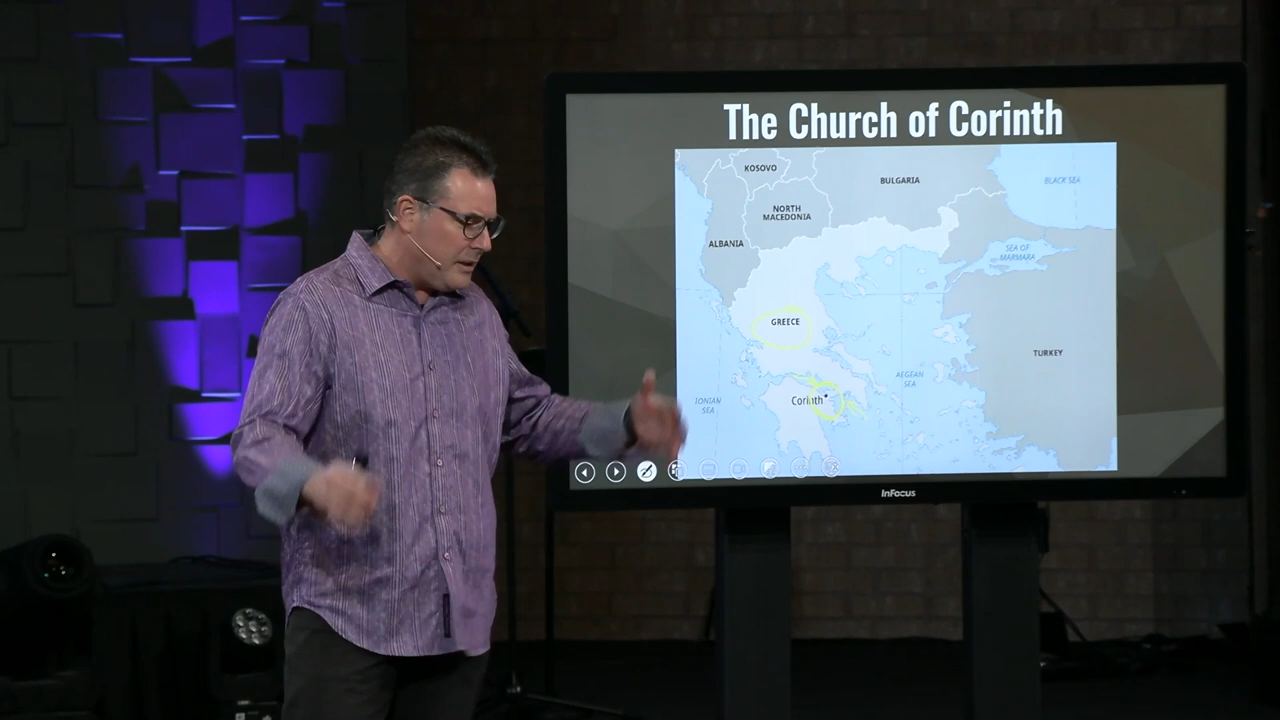 The Church of Corinth
KOSOVO
BULGARIA
BLACK SEA
NORTH
MACEDONIA
ALBANIA
SEA OF
MARMARA
GREECE
TURKEY
AEGEAN
SEA
IONIAN
SEA
Corinth
InFocus